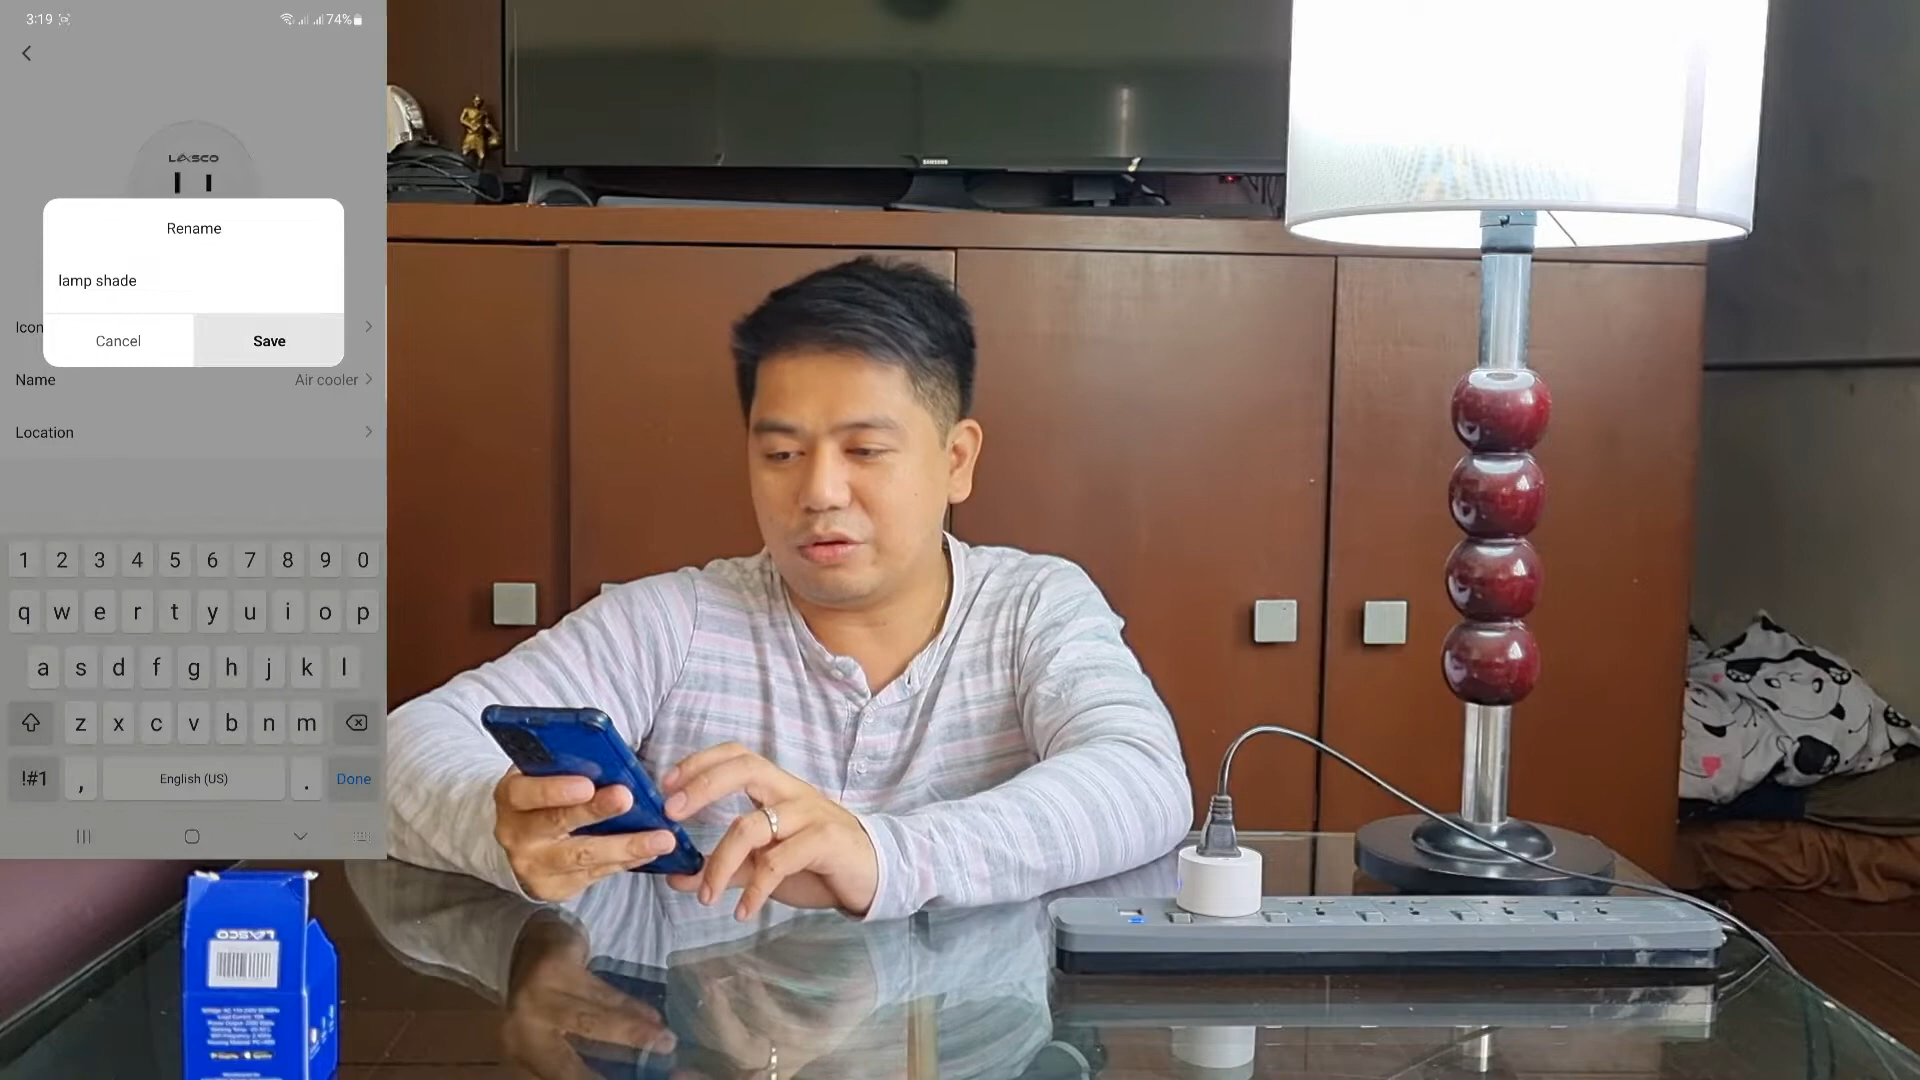 3:19
74%
LASCO
Rename
lamp shade
Cancel
Save
Icon
Name
Air cooler
Location
1 2 3 4 5 6 7 8 9 0
q w e r t y u i o p
a s d f g h j k l
z x c v b n m
!#1
,
English (US)
.
Done
SAMSUNG
LASCO